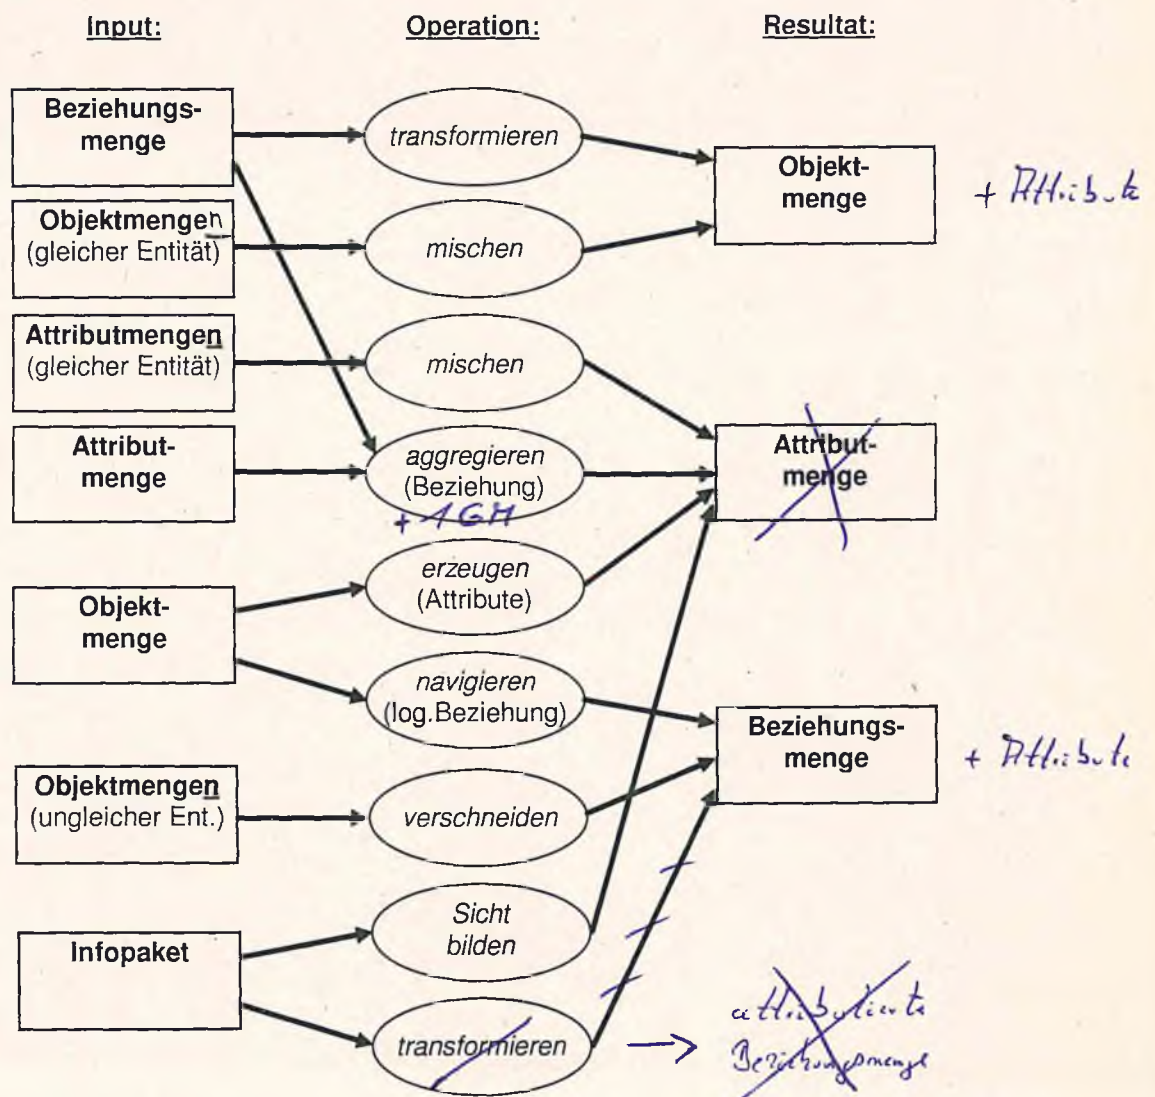 Input:
Operation:
Resultat:
Beziehungs-
menge
transformieren
Objekt-
menge
+ Attribute
Objektmengen
(gleicher Entität)
mischen
Attributmengen
(gleicher Entität)
mischen
Attribut-
menge
Attribut-
menge
aggregieren
(Beziehung)
+ 1GM
erzeugen
(Attribute)
Objekt-
menge
navigieren
(log.Beziehung)
Beziehungs-
menge
+ Attribute
Objektmengen
(ungleicher Ent.)
verschneiden
Sicht
bilden
Infopaket
transformieren
attributierte
Beziehungsmenge